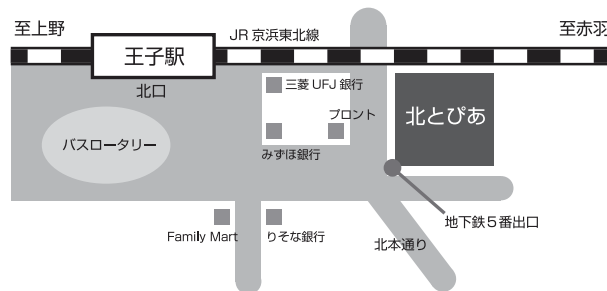 至上野
JR 京浜東北線
至赤羽
王子駅
北口
三菱 UFJ 銀行
プロント
北とぴあ
バスロータリー
みずほ銀行
地下鉄5番出口
Family Mart
りそな銀行
北本通り